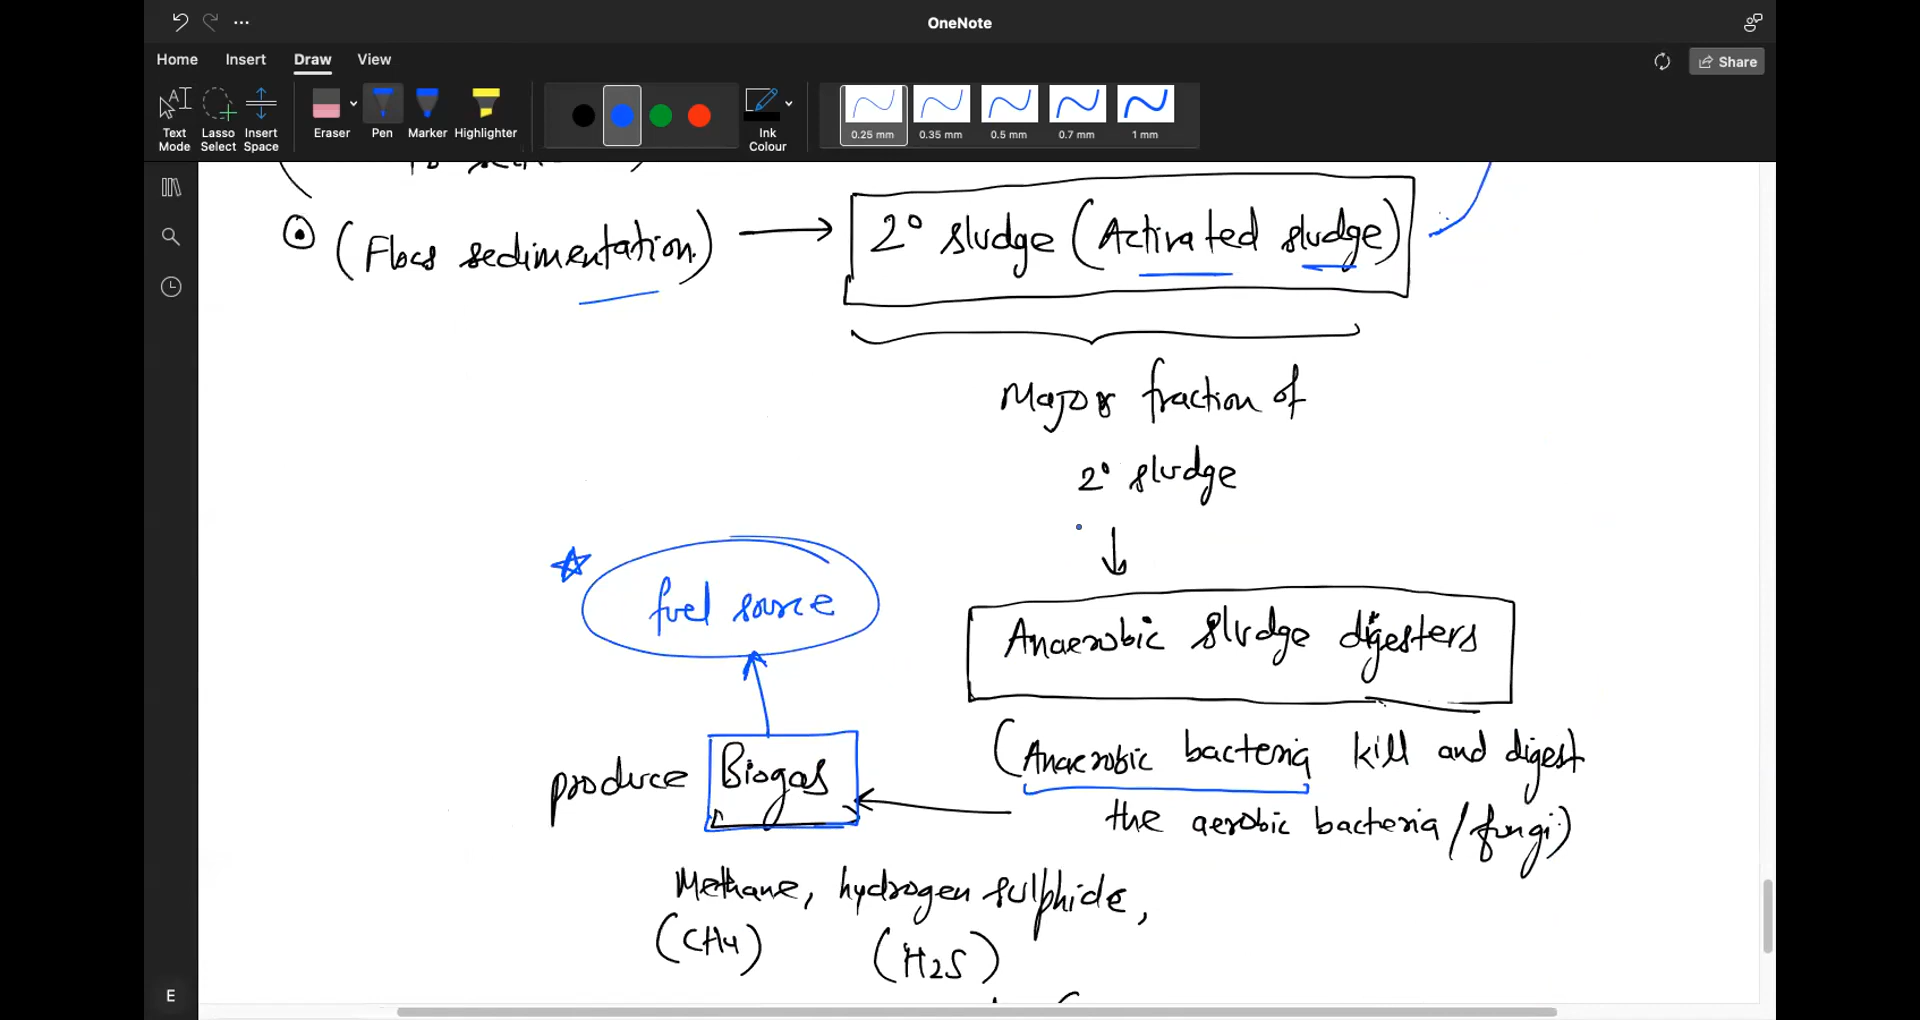 OneNote
Home Insert Draw View
Share
Text Mode Lasso Select Insert Space Eraser Pen Marker Highlighter Ink Colour 0.25 mm 0.35 mm 0.5 mm 0.7 mm 1 mm
(Flocs sedimentation.) → 2° sludge (Activated sludge)
Major fraction of
2° sludge
fuel source
Anaerobic sludge digesters
(Anaerobic bacteria kill and digest
the aerobic bacteria/fungi)
produce Biogas
Methane, hydrogen sulphide,
(CH4) (H2S)
E